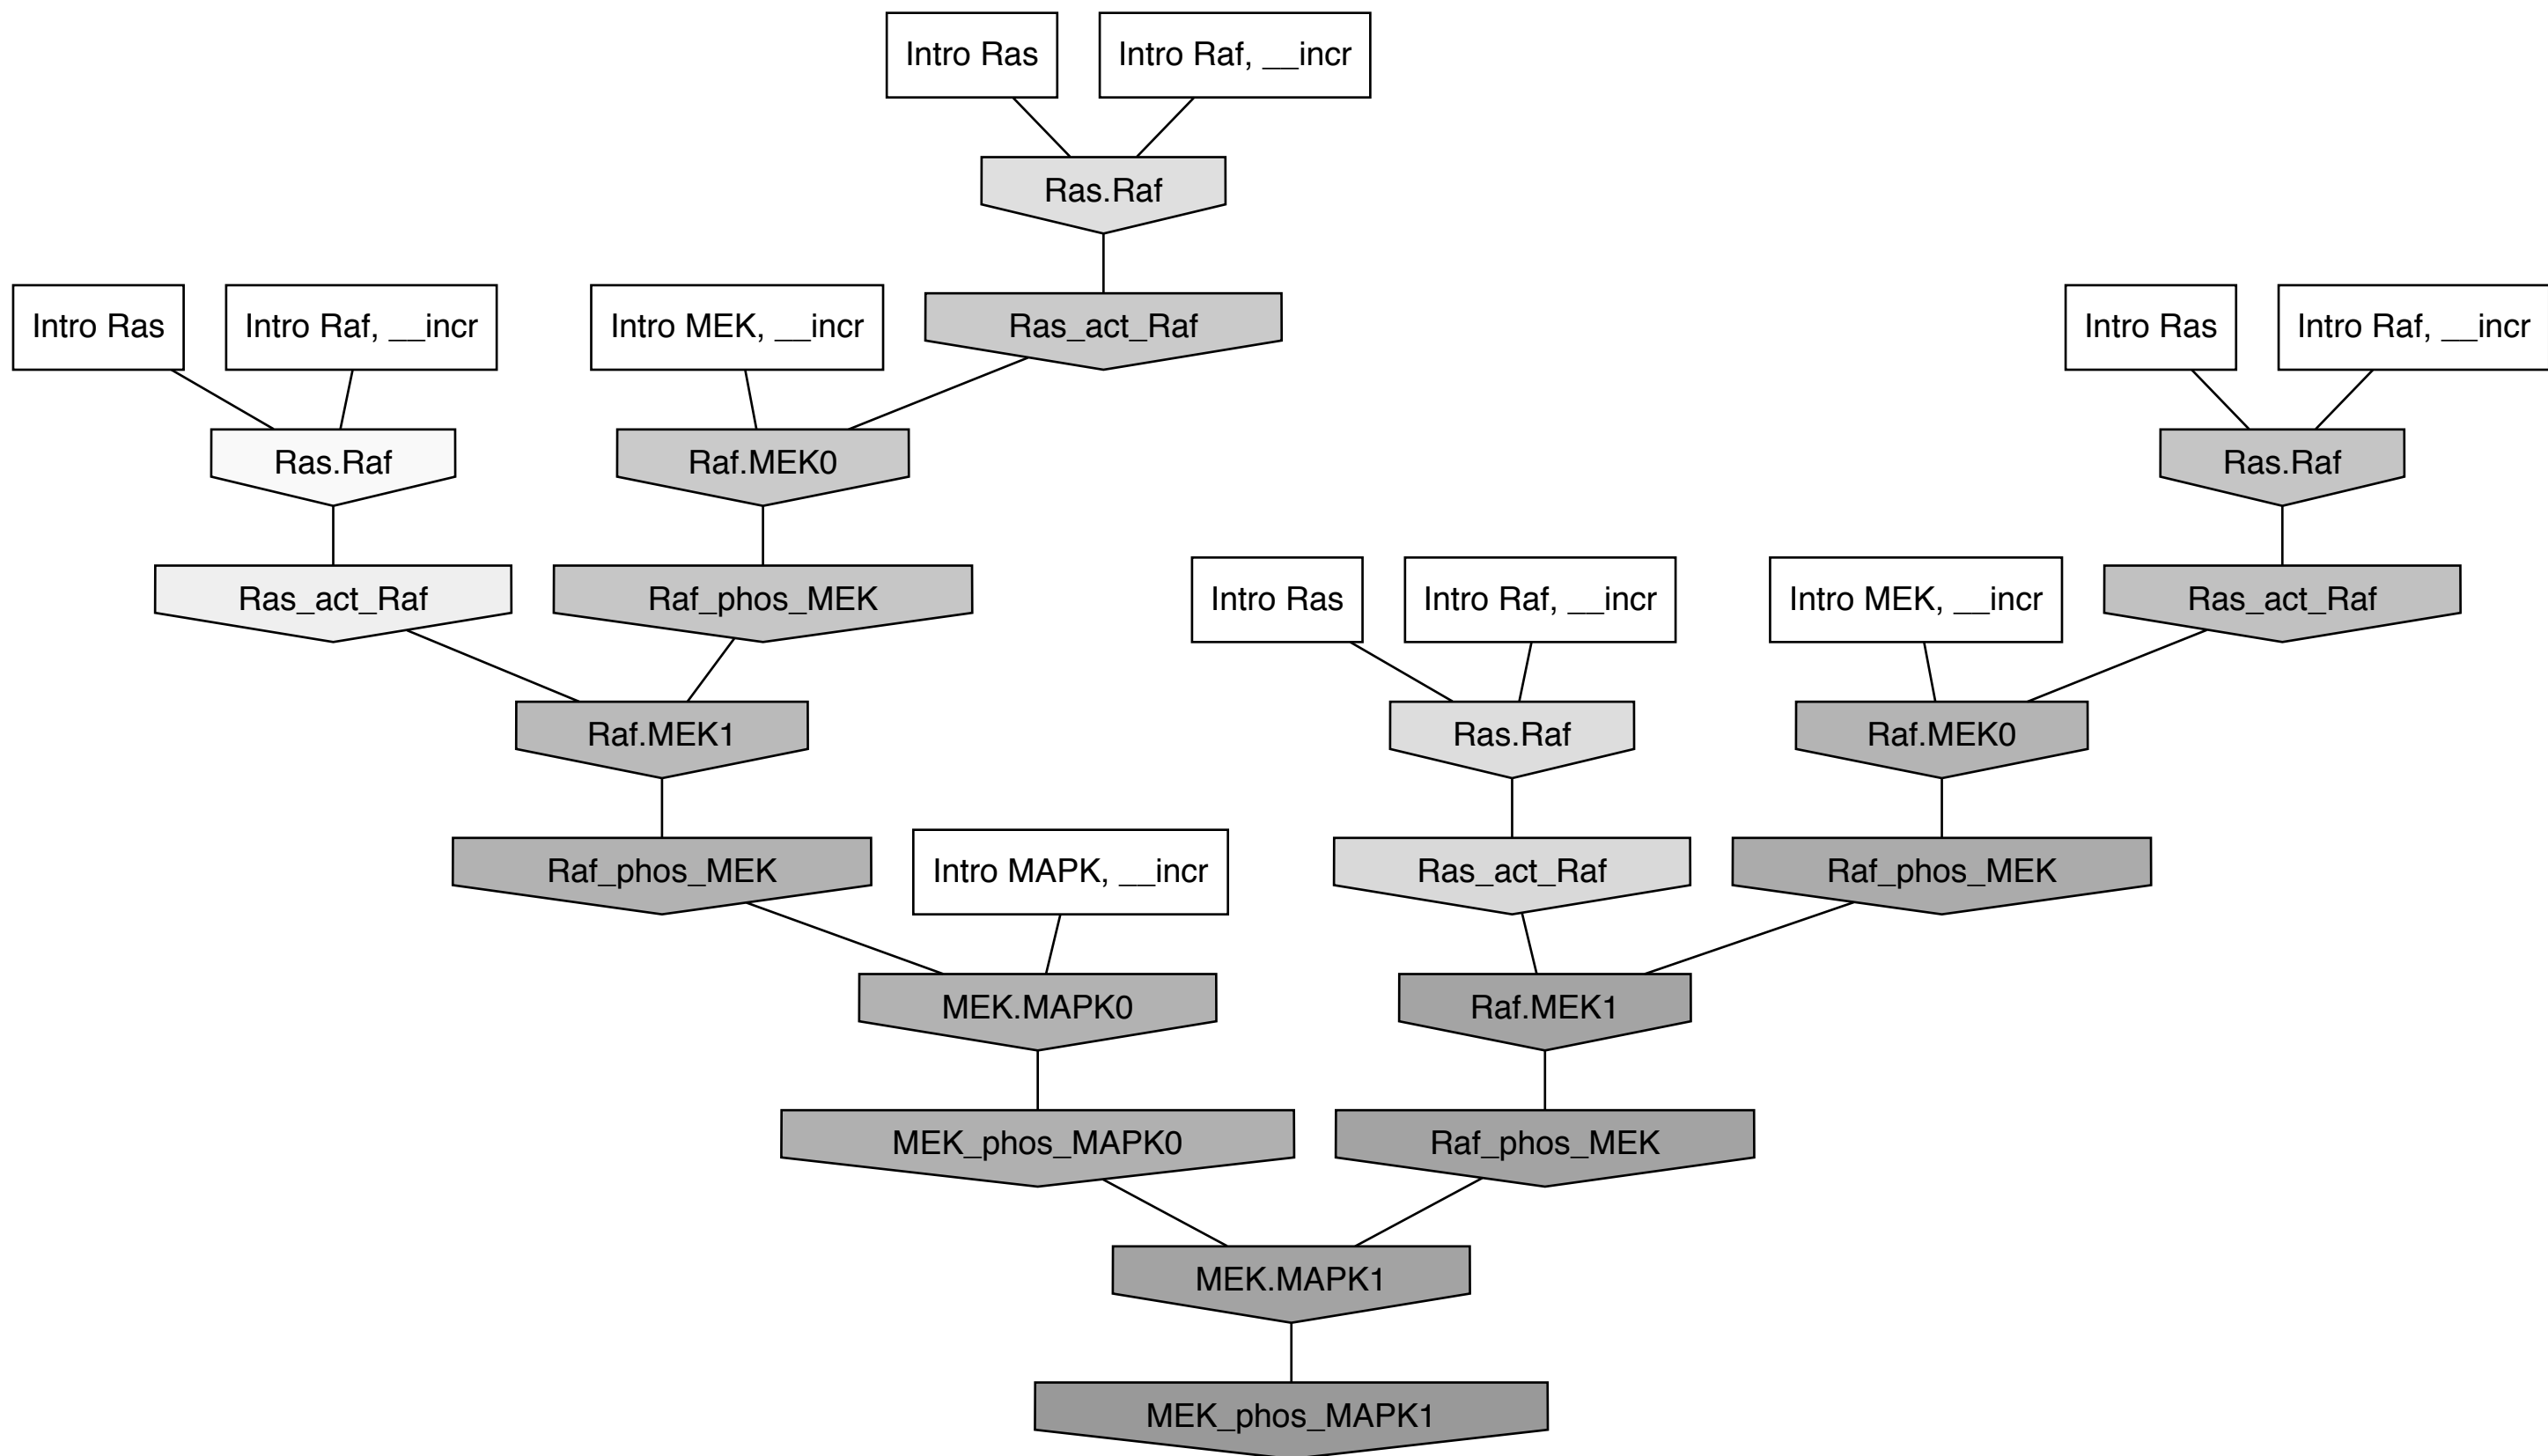 Intro Ras
Intro Raf, __incr
Ras.Raf
Intro Ras
Intro Raf, __incr
Intro MEK, __incr
Ras_act_Raf
Intro Ras
Intro Raf, __incr
Ras.Raf
Raf.MEK0
Ras.Raf
Ras_act_Raf
Raf_phos_MEK
Intro Ras
Intro Raf, __incr
Intro MEK, __incr
Ras_act_Raf
Raf.MEK1
Ras.Raf
Raf.MEK0
Raf_phos_MEK
Intro MAPK, __incr
Ras_act_Raf
Raf_phos_MEK
MEK.MAPK0
Raf.MEK1
MEK_phos_MAPK0
Raf_phos_MEK
MEK.MAPK1
MEK_phos_MAPK1